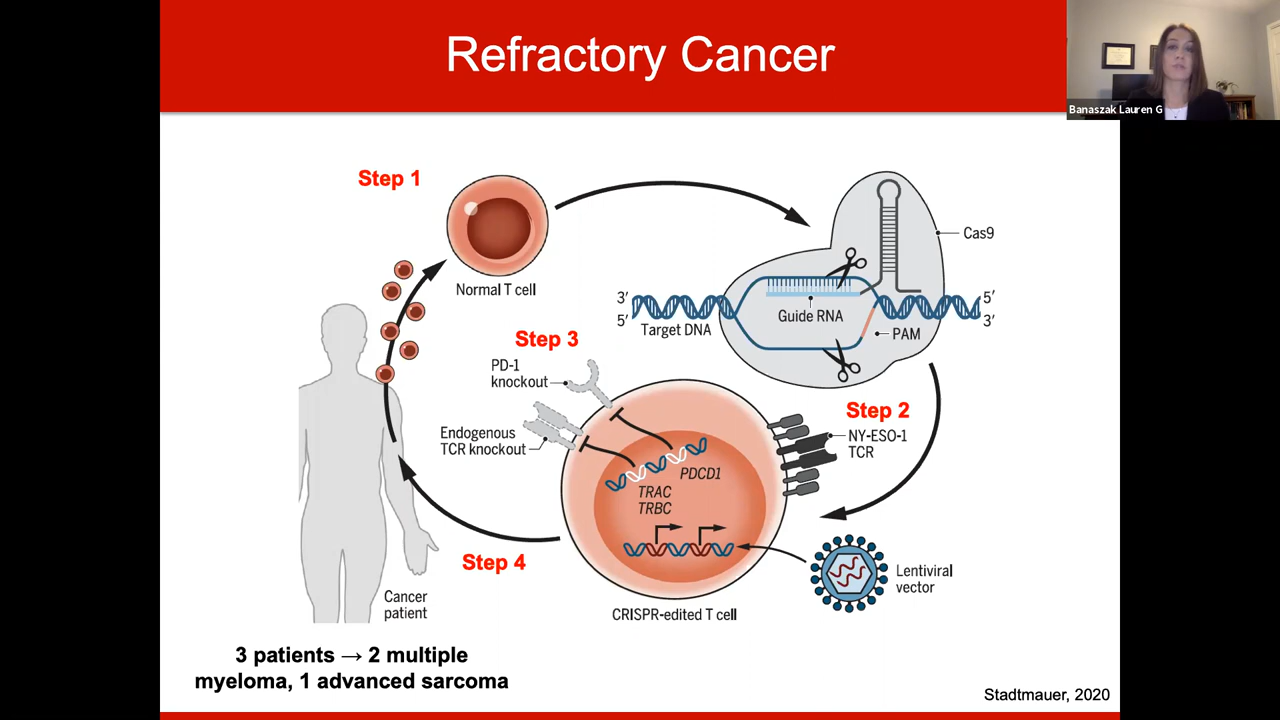 Refractory Cancer
Banaszak Lauren G
Step 1
Normal T cell
Cas9
3′
5′
5′
3′
Target DNA
Guide RNA
PAM
Step 3
PD-1
knockout
Endogenous
TCR knockout
Step 2
NY-ESO-1
TCR
PDCD1
TRAC
TRBC
Step 4
Lentiviral
vector
Cancer
patient
CRISPR-edited T cell
3 patients → 2 multiple
myeloma, 1 advanced sarcoma
Stadtmauer, 2020